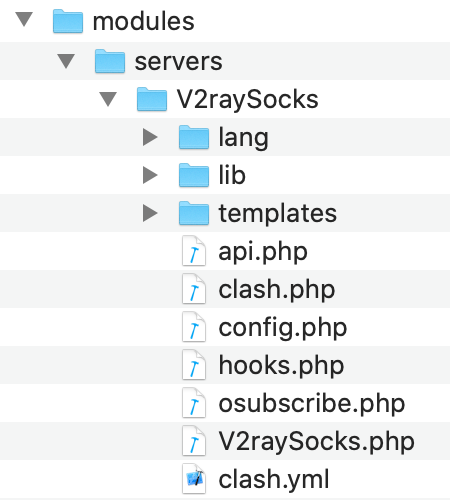 modules
servers
V2raySocks
lang
lib
templates
api.php
clash.php
config.php
hooks.php
osubscribe.php
V2raySocks.php
clash.yml